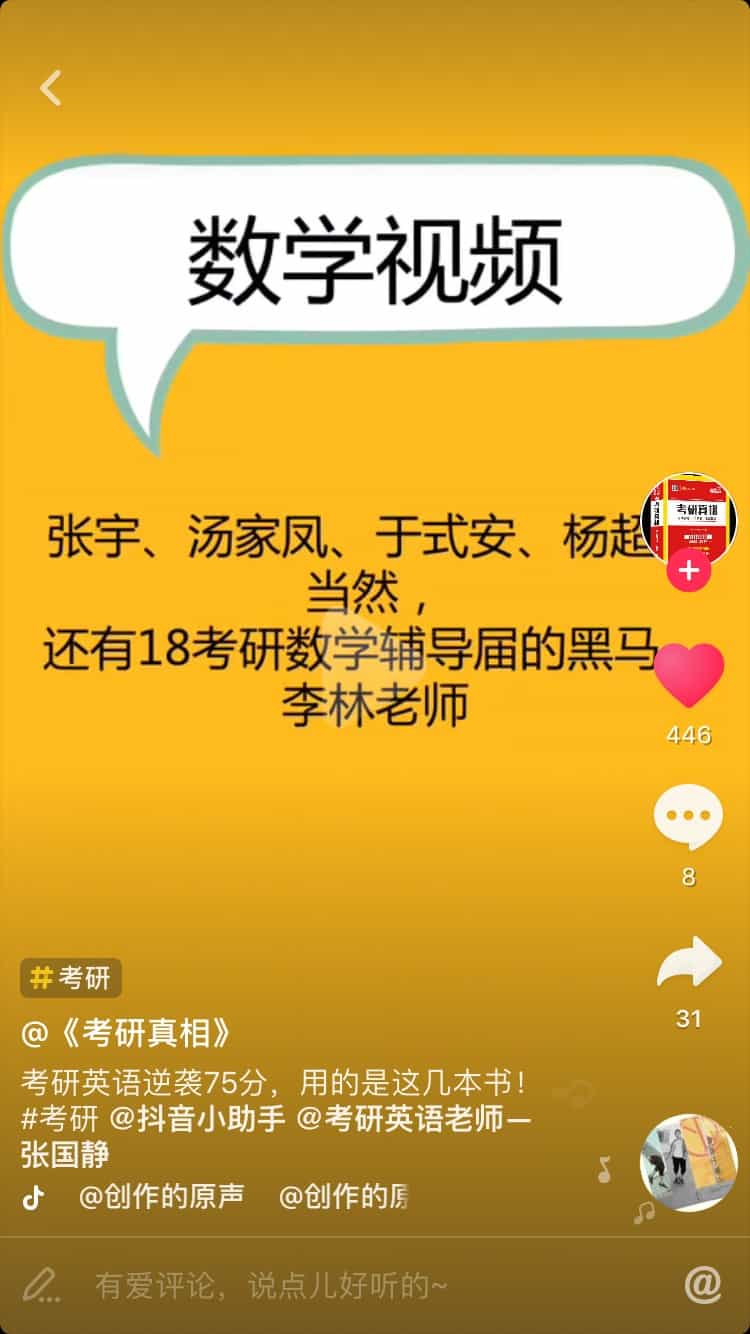 数学视频
张宇、汤家凤、于式安、杨超
当然，
还有18考研数学辅导届的黑马
李林老师
考研真相
446
8
31
#考研
@《考研真相》
考研英语逆袭75分，用的是这几本书！
#考研 @抖音小助手 @考研英语老师—
张国静
@创作的原声 @创作的原
有爱评论，说点儿好听的~
@